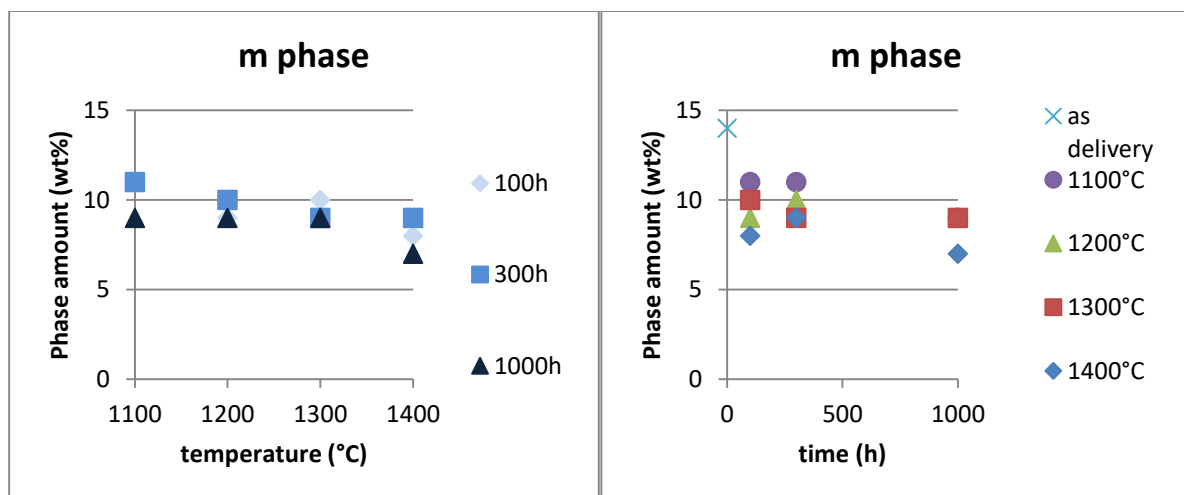 m phase
Phase amount (wt%)
15
10
5
0
1100 1200 1300 1400
temperature (°C)
100h
300h
1000h
m phase
Phase amount (wt%)
15
10
5
0
0 500 1000
time (h)
as
delivery
1100°C
1200°C
1300°C
1400°C